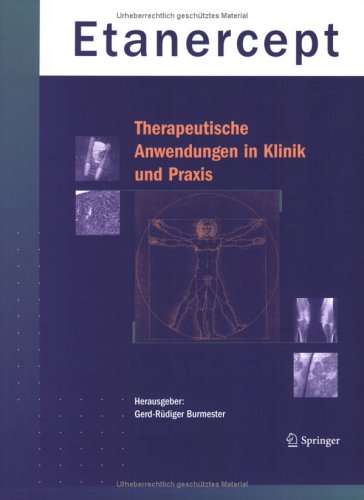 Urheberrechtlich geschütztes Material
Etanercept
Therapeutische
Anwendungen in Klinik
und Praxis
Herausgeber:
Gerd-Rüdiger Burmester
Springer
Urheberrechtlich geschütztes Material